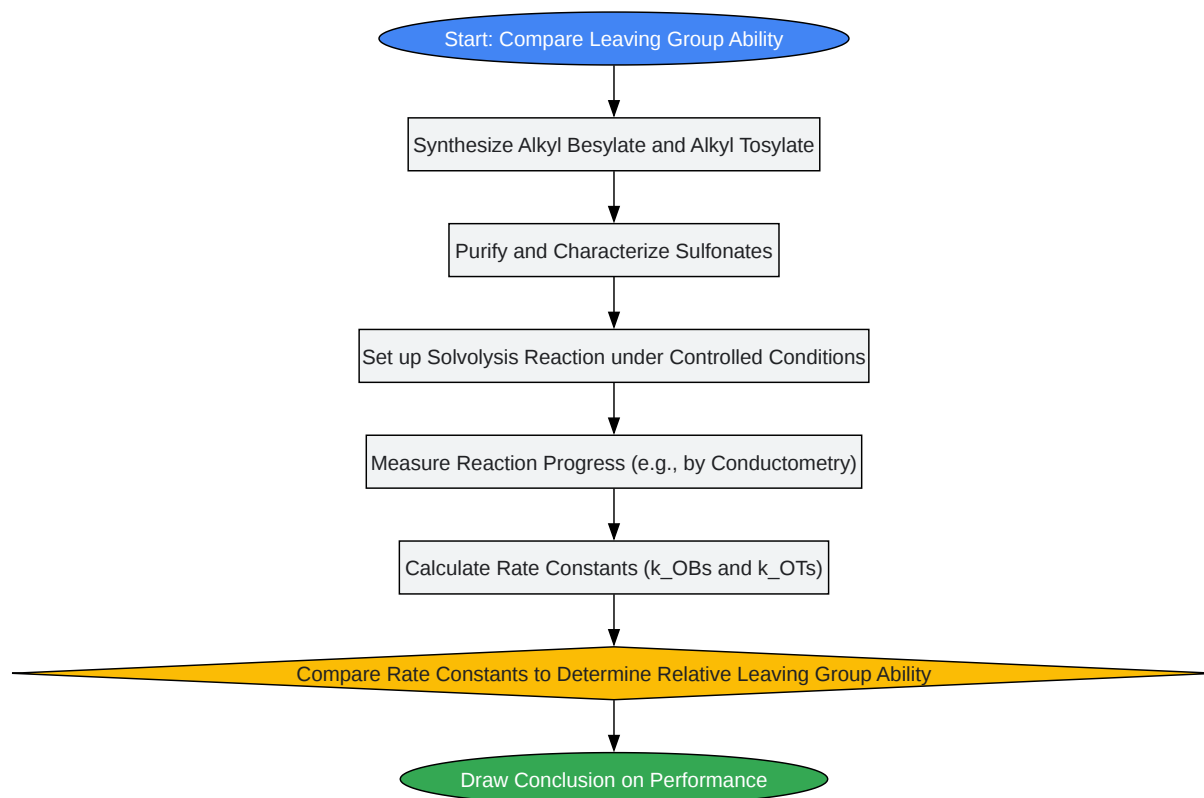 Start: Compare Leaving Group Ability
Synthesize Alkyl Besylate and Alkyl Tosylate
Purify and Characterize Sulfonates
Set up Solvolysis Reaction under Controlled Conditions
Measure Reaction Progress (e.g., by Conductometry)
Calculate Rate Constants (k_OBs and k_OTs)
Compare Rate Constants to Determine Relative Leaving Group Ability
Draw Conclusion on Performance